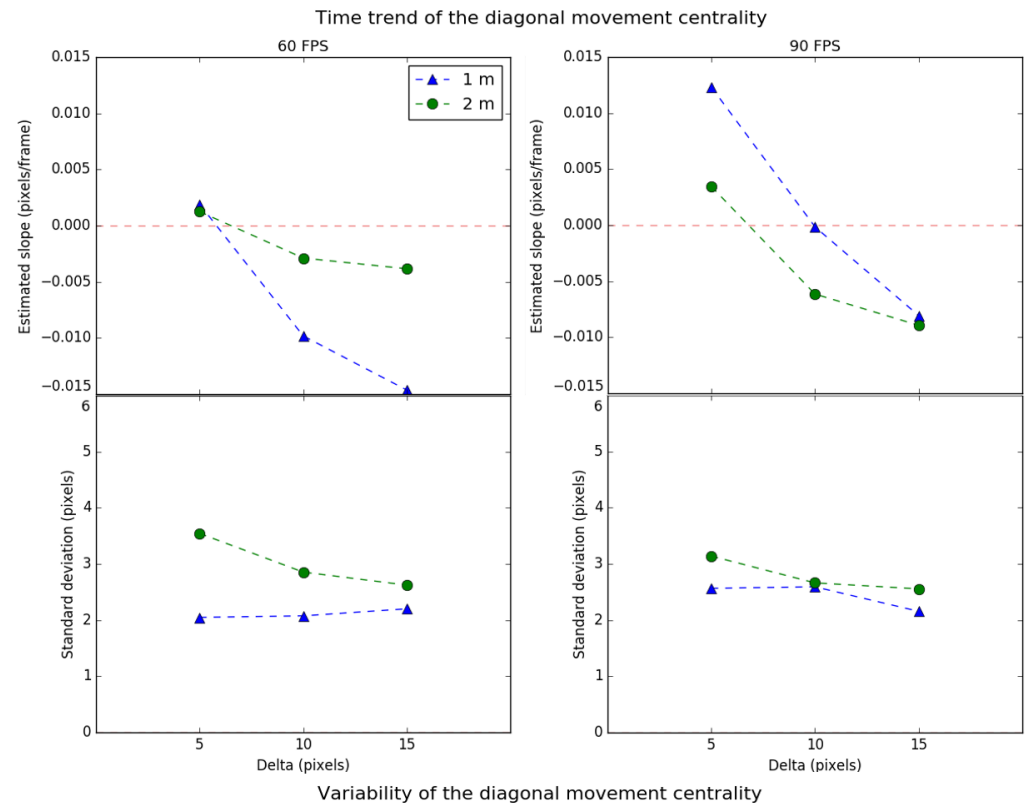 Time trend of the diagonal movement centrality
60 FPS
90 FPS
0.015
0.010
0.005
0.000
−0.005
−0.010
−0.015
Estimated slope (pixels/frame)
1 m
2 m
0.015
0.010
0.005
0.000
−0.005
−0.010
−0.015
Estimated slope (pixels/frame)
6
5
4
3
2
1
0
Standard deviation (pixels)
5 10 15
Delta (pixels)
6
5
4
3
2
1
0
Standard deviation (pixels)
5 10 15
Delta (pixels)
Variability of the diagonal movement centrality